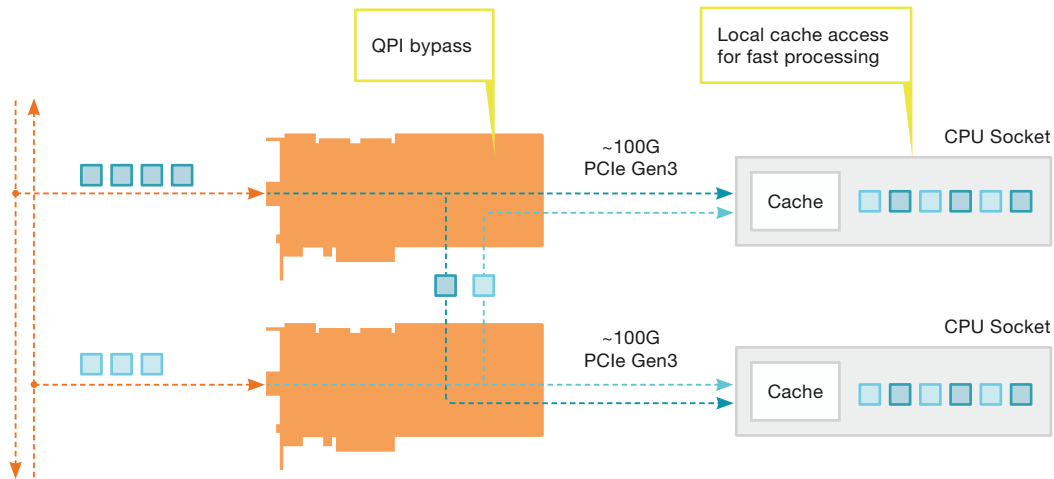 QPI bypass
Local cache access
for fast processing
CPU Socket
~100G
PCIe Gen3
Cache
CPU Socket
~100G
PCIe Gen3
Cache